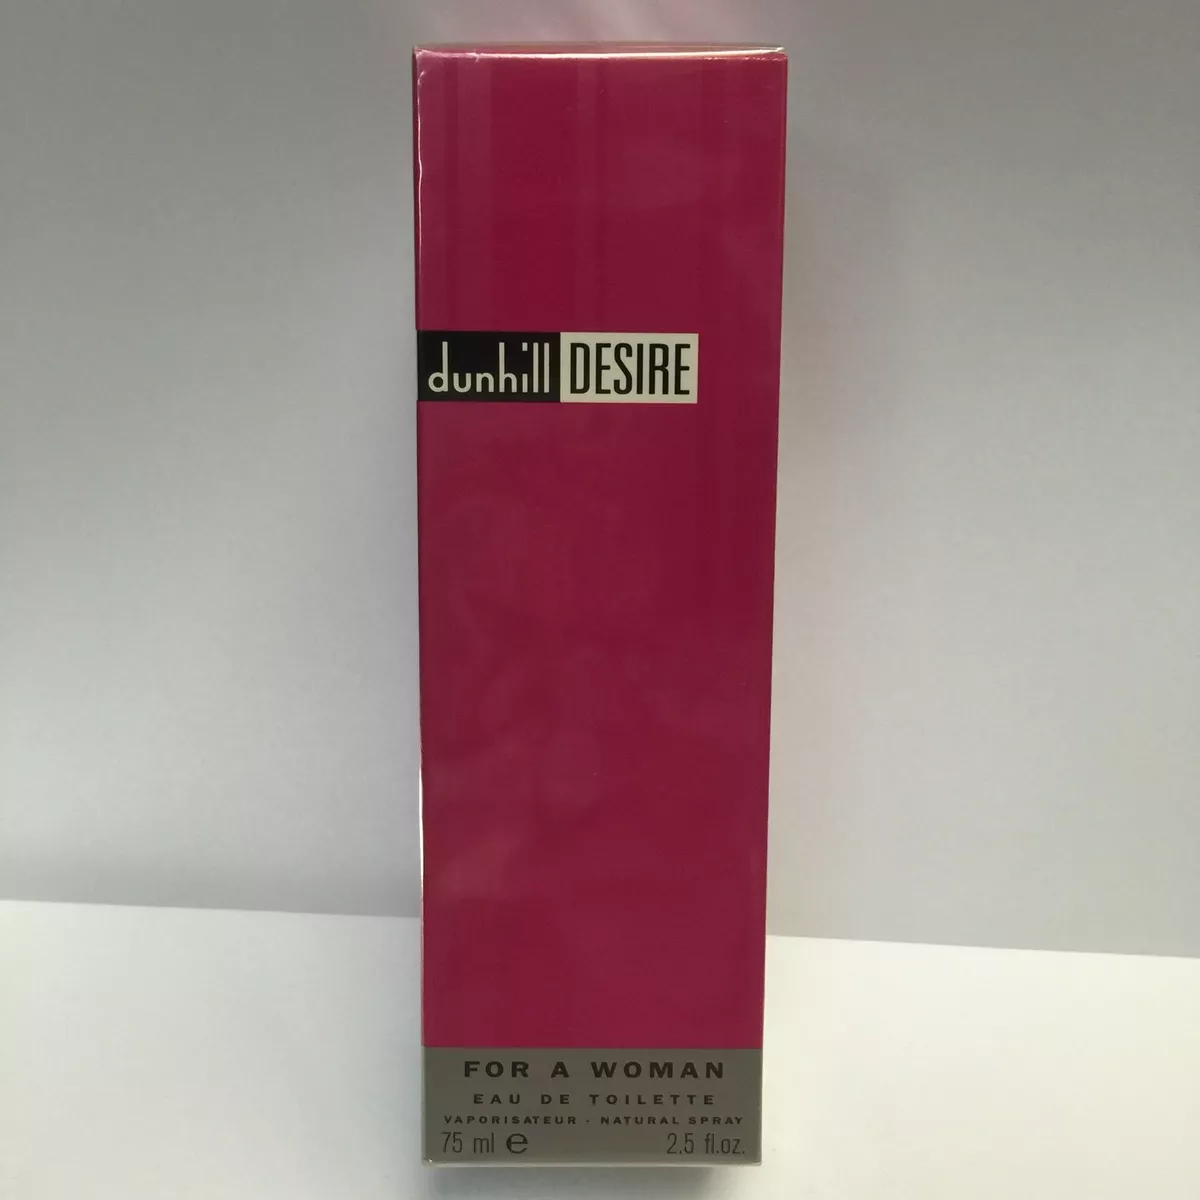 dunhill DESIRE
FOR A WOMAN
EAU DE TOILETTE
VAPORISATEUR - NATURAL SPRAY
75 ml ℮ 2.5 fl.oz.